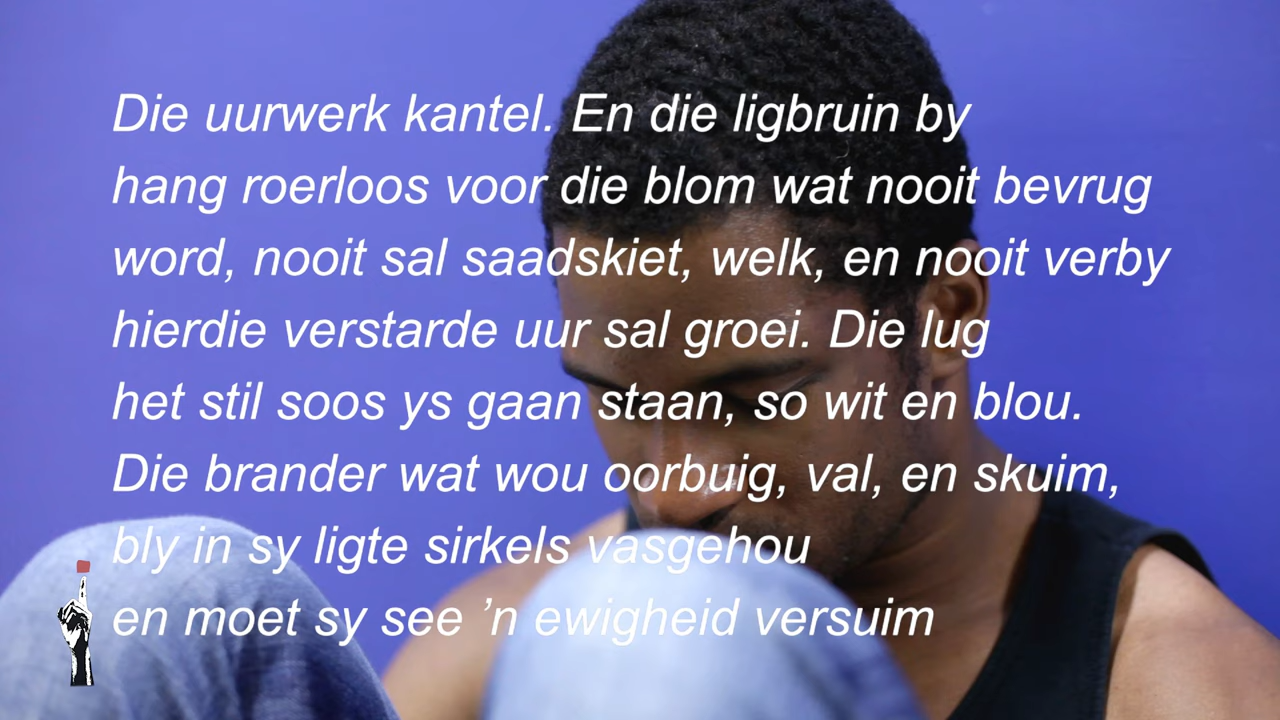 Die uurwerk kantel. En die ligbruin by
hang roerloos voor die blom wat nooit bevrug
word, nooit sal saadskiet, welk, en nooit verby
hierdie verstarde uur sal groei. Die lug
het stil soos ys gaan staan, so wit en blou.
Die brander wat wou oorbuig, val, en skuim,
bly in sy ligte sirkels vasgehou
en moet sy see ’n ewigheid versuim